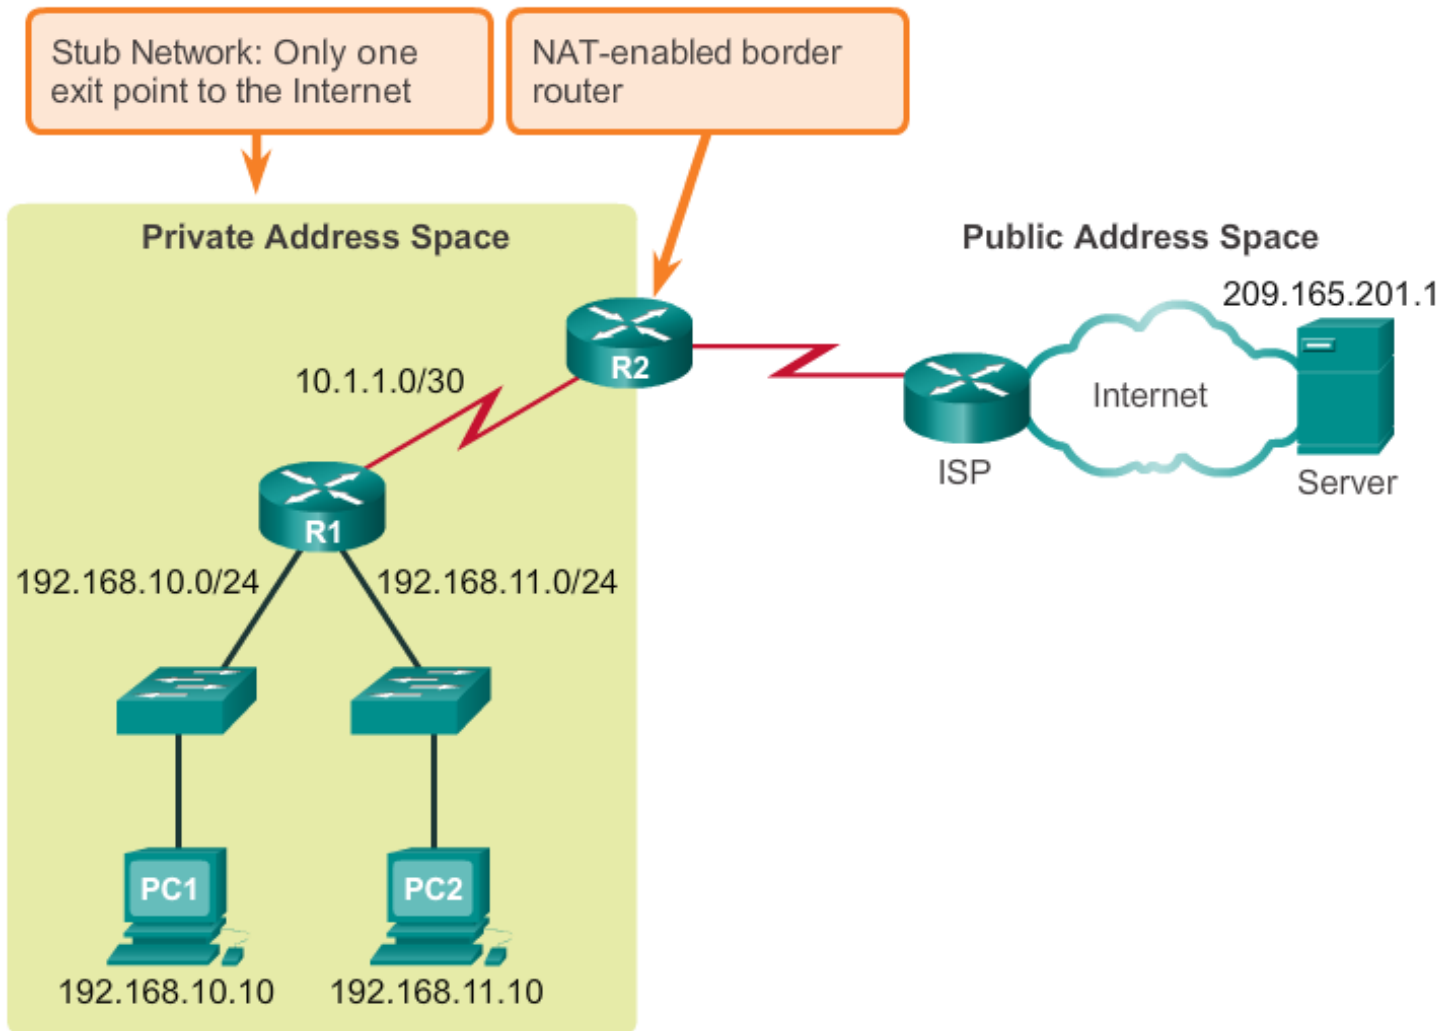 Stub Network: Only one
exit point to the Internet
NAT-enabled border
router
Private Address Space
Public Address Space
209.165.201.1
R2
10.1.1.0/30
Internet
ISP
Server
R1
192.168.10.0/24
192.168.11.0/24
PC1
PC2
192.168.10.10
192.168.11.10